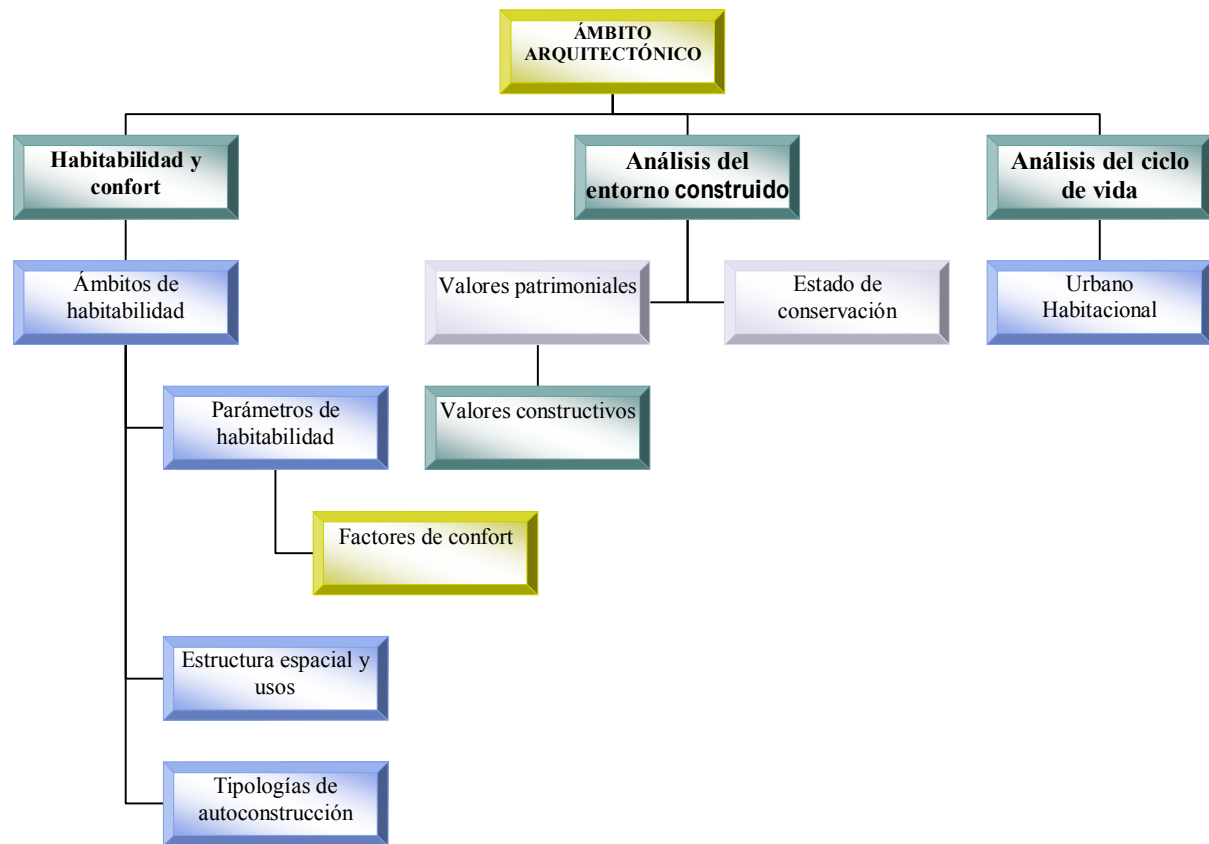 ÁMBITO
ARQUITECTÓNICO
Habitabilidad y
confort
Análisis del
entorno construido
Análisis del ciclo
de vida
Ámbitos de
habitabilidad
Valores patrimoniales
Estado de
conservación
Urbano
Habitacional
Parámetros de
habitabilidad
Valores constructivos
Factores de confort
Estructura espacial y
usos
Tipologías de
autoconstrucción